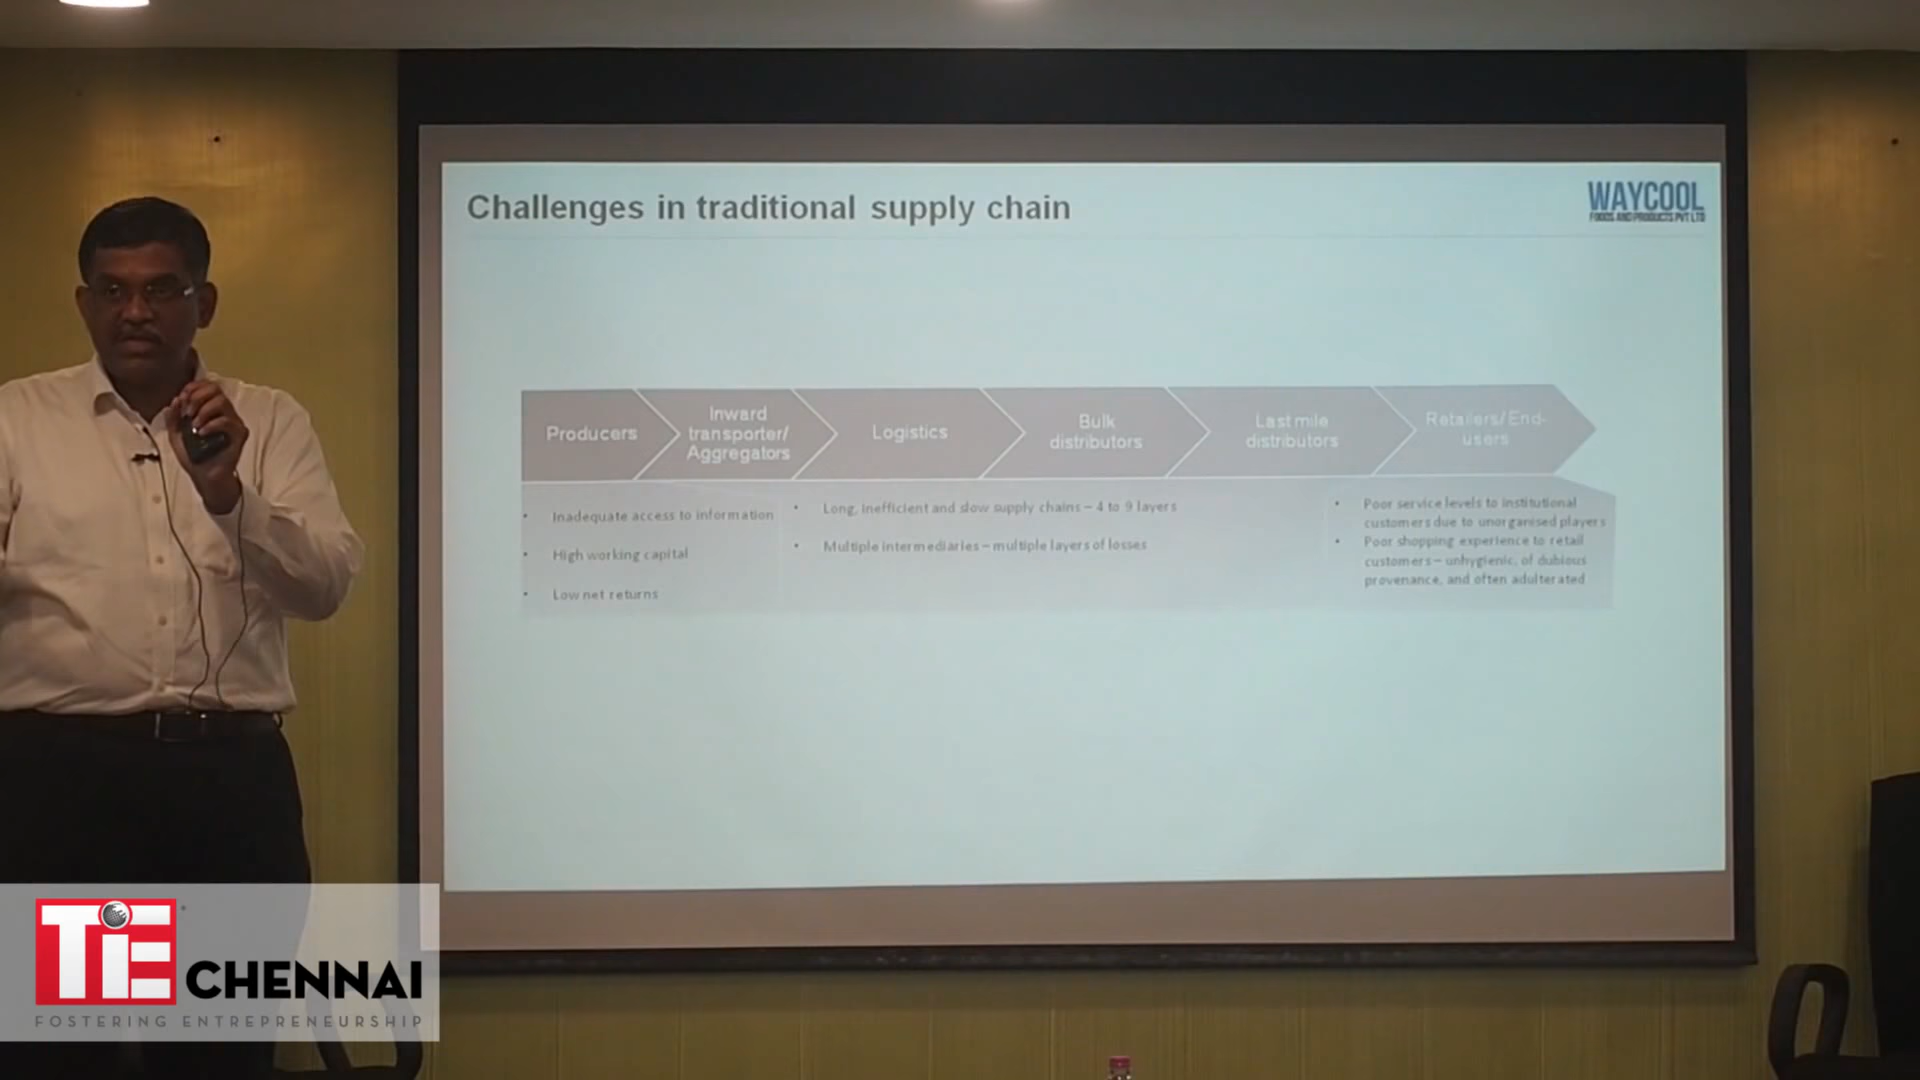 Challenges in traditional supply chain
WAYCOOL
FOODS AND PRODUCTS PVT LTD
Producers
Inward
transporter/
Aggregators
Logistics
Bulk
distributors
Last mile
distributors
Retailers/ End-
users
• Inadequate access to information
• High working capital
• Low net returns
• Long, inefficient and slow supply chains – 4 to 9 layers
• Multiple intermediaries – multiple layers of losses
• Poor service levels to institutional
customers due to unorganised players
• Poor shopping experience to retail
customers – unhygienic, of dubious
provenance, and often adulterated
TiE CHENNAI
FOSTERING ENTREPRENEURSHIP